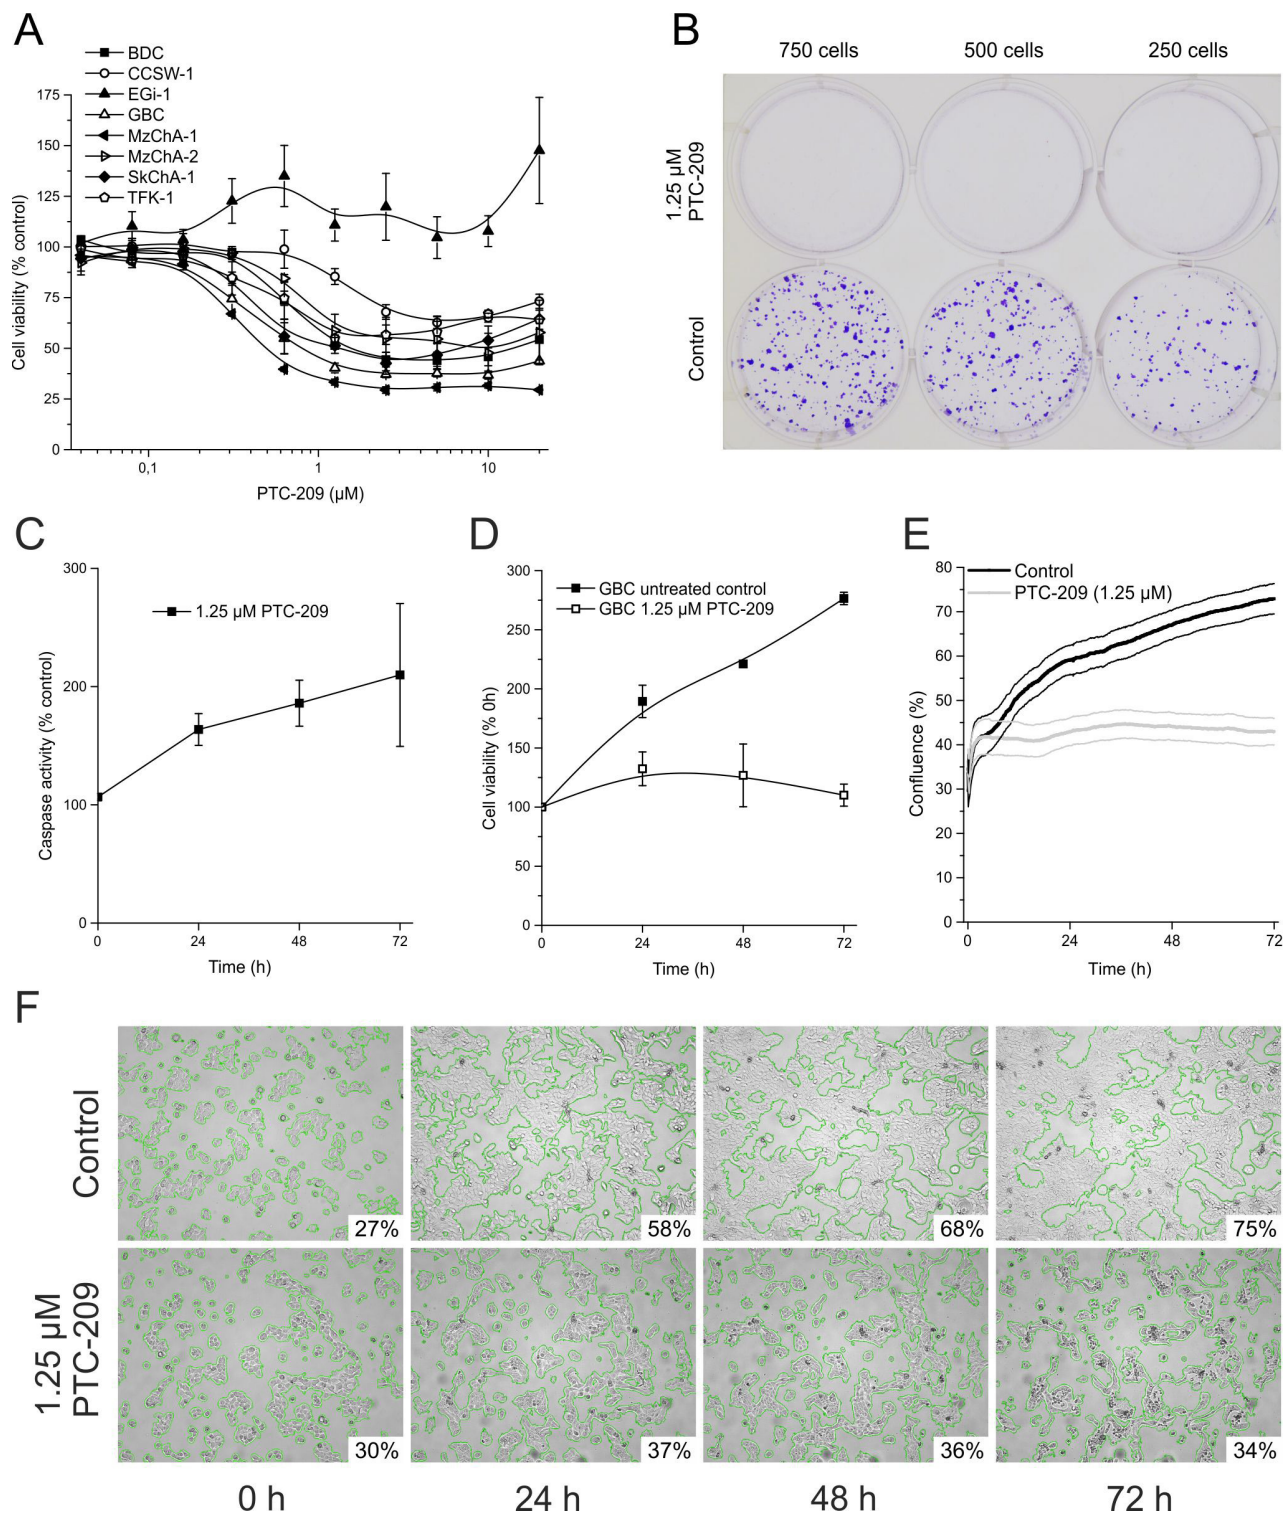 A
BDC
CCSW-1
EGi-1
GBC
MzChA-1
MzChA-2
SkChA-1
TFK-1
175
150
125
100
75
50
25
0
Cell viability (% control)
0,1
1
10
PTC-209 (µM)
B
750 cells
500 cells
250 cells
1.25 µM
PTC-209
Control
C
300
200
100
0
Caspase activity (% control)
1.25 µM PTC-209
0
24
48
72
Time (h)
D
300
250
200
150
100
50
0
Cell viability (% 0h)
GBC untreated control
GBC 1.25 µM PTC-209
0
24
48
72
Time (h)
E
80
70
60
50
40
30
20
10
0
Confluence (%)
Control
PTC-209 (1.25 µM)
0
24
48
72
Time (h)
F
Control
27%
58%
68%
75%
1.25 µM
PTC-209
30%
37%
36%
34%
0 h
24 h
48 h
72 h